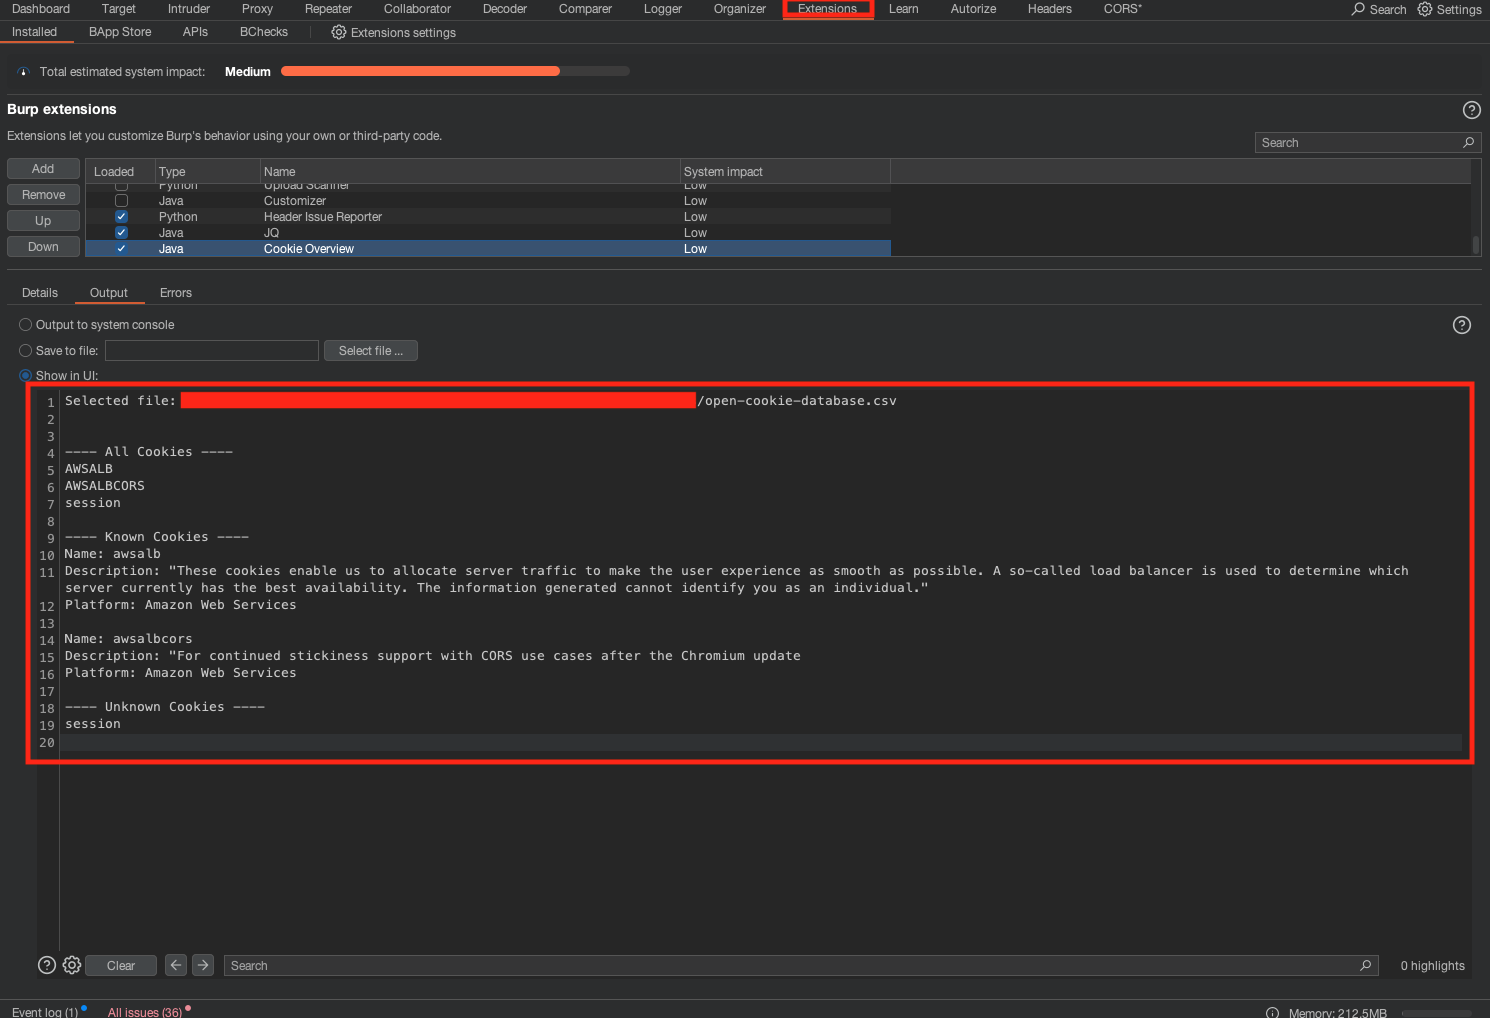 Dashboard Target Intruder Proxy Repeater Collaborator Decoder Comparer Logger Organizer Extensions Learn Autorize Headers CORS* Search Settings
Installed BApp Store APIs BChecks Extensions settings
Total estimated system impact: Medium
Burp extensions
Extensions let you customize Burp's behavior using your own or third-party code.
Search
Add
Remove
Up
Down
Loaded Type Name System impact
Python Upload Scanner Low
Java Customizer Low
Python Header Issue Reporter Low
Java JQ Low
Java Cookie Overview Low
Details Output Errors
Output to system console
Save to file: Select file ...
Show in UI:
1 Selected file: /open-cookie-database.csv
2
3
4 ---- All Cookies ----
5 AWSALB
6 AWSALBCORS
7 session
8
9 ---- Known Cookies ----
10 Name: awsalb
11 Description: "These cookies enable us to allocate server traffic to make the user experience as smooth as possible. A so-called load balancer is used to determine which
server currently has the best availability. The information generated cannot identify you as an individual."
12 Platform: Amazon Web Services
13
14 Name: awsalbcors
15 Description: "For continued stickiness support with CORS use cases after the Chromium update
16 Platform: Amazon Web Services
17
18 ---- Unknown Cookies ----
19 session
20
Clear Search 0 highlights
Event log (1) All issues (36) Memory: 212.5MB